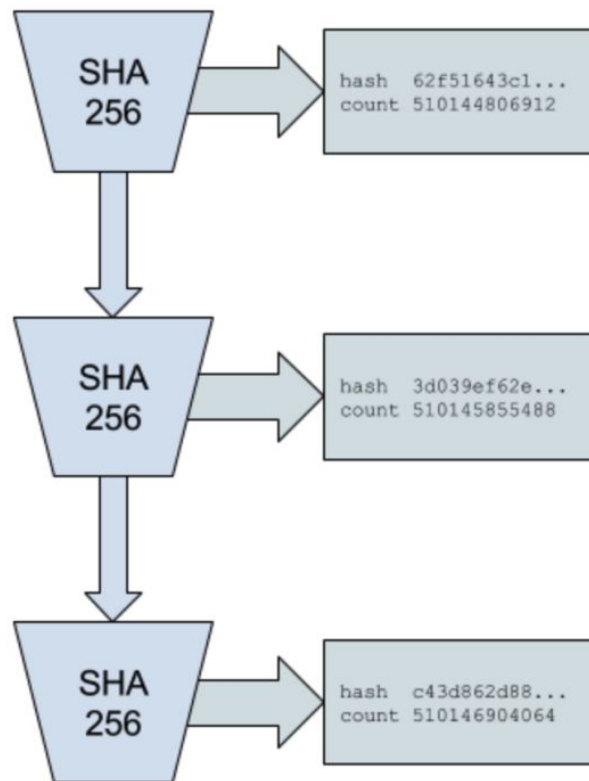 SHA
256
hash 62f51643c1...
count 510144806912
SHA
256
hash 3d039ef62e...
count 510145855488
SHA
256
hash c43d862d88...
count 510146904064